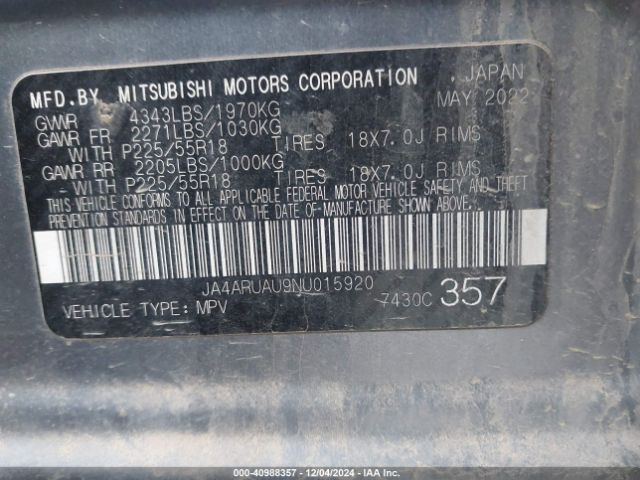 MFD.BY MITSUBISHI MOTORS CORPORATION , JAPAN
GVWR 4343LBS/1970KG MAY 2022
GAWR FR 2271LBS/1030KG
WITH P225/55R18 TIRES 18X7.0J RIMS
GAWR RR 2205LBS/1000KG
WITH P225/55R18 TIRES 18X7.0J RIMS
THIS VEHICLE CONFORMS TO ALL APPLICABLE FEDERAL MOTOR VEHICLE SAFETY AND THEFT
PREVENTION STANDARDS IN EFFECT ON THE DATE OF MANUFACTURE SHOWN ABOVE.
JA4ARUAU9NU015920 7430C 357
VEHICLE TYPE: MPV
000-40988357 • 12/04/2024 • IAA Inc.